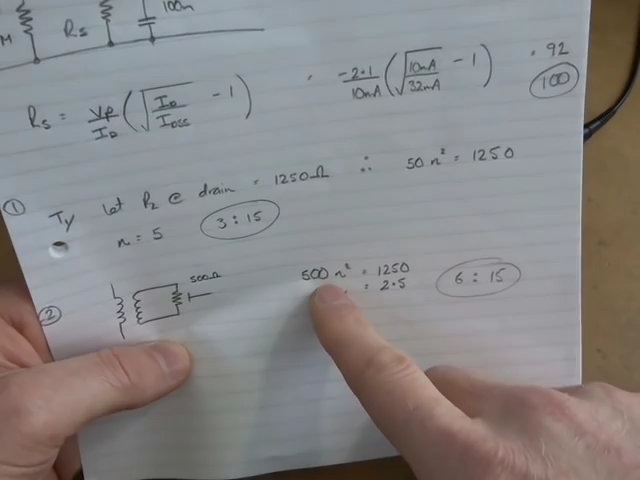 100n
M Rs
Rs = VP/ID (√ID/IDSS - 1) -2.1/10mA (√10mA/32mA - 1) .92
100
① Ty Let RL @ drain = 1250Ω ∴ 50 n² = 1250
n = 5 3:15
② 500Ω 500 n² = 1250 6:15
= 2.5